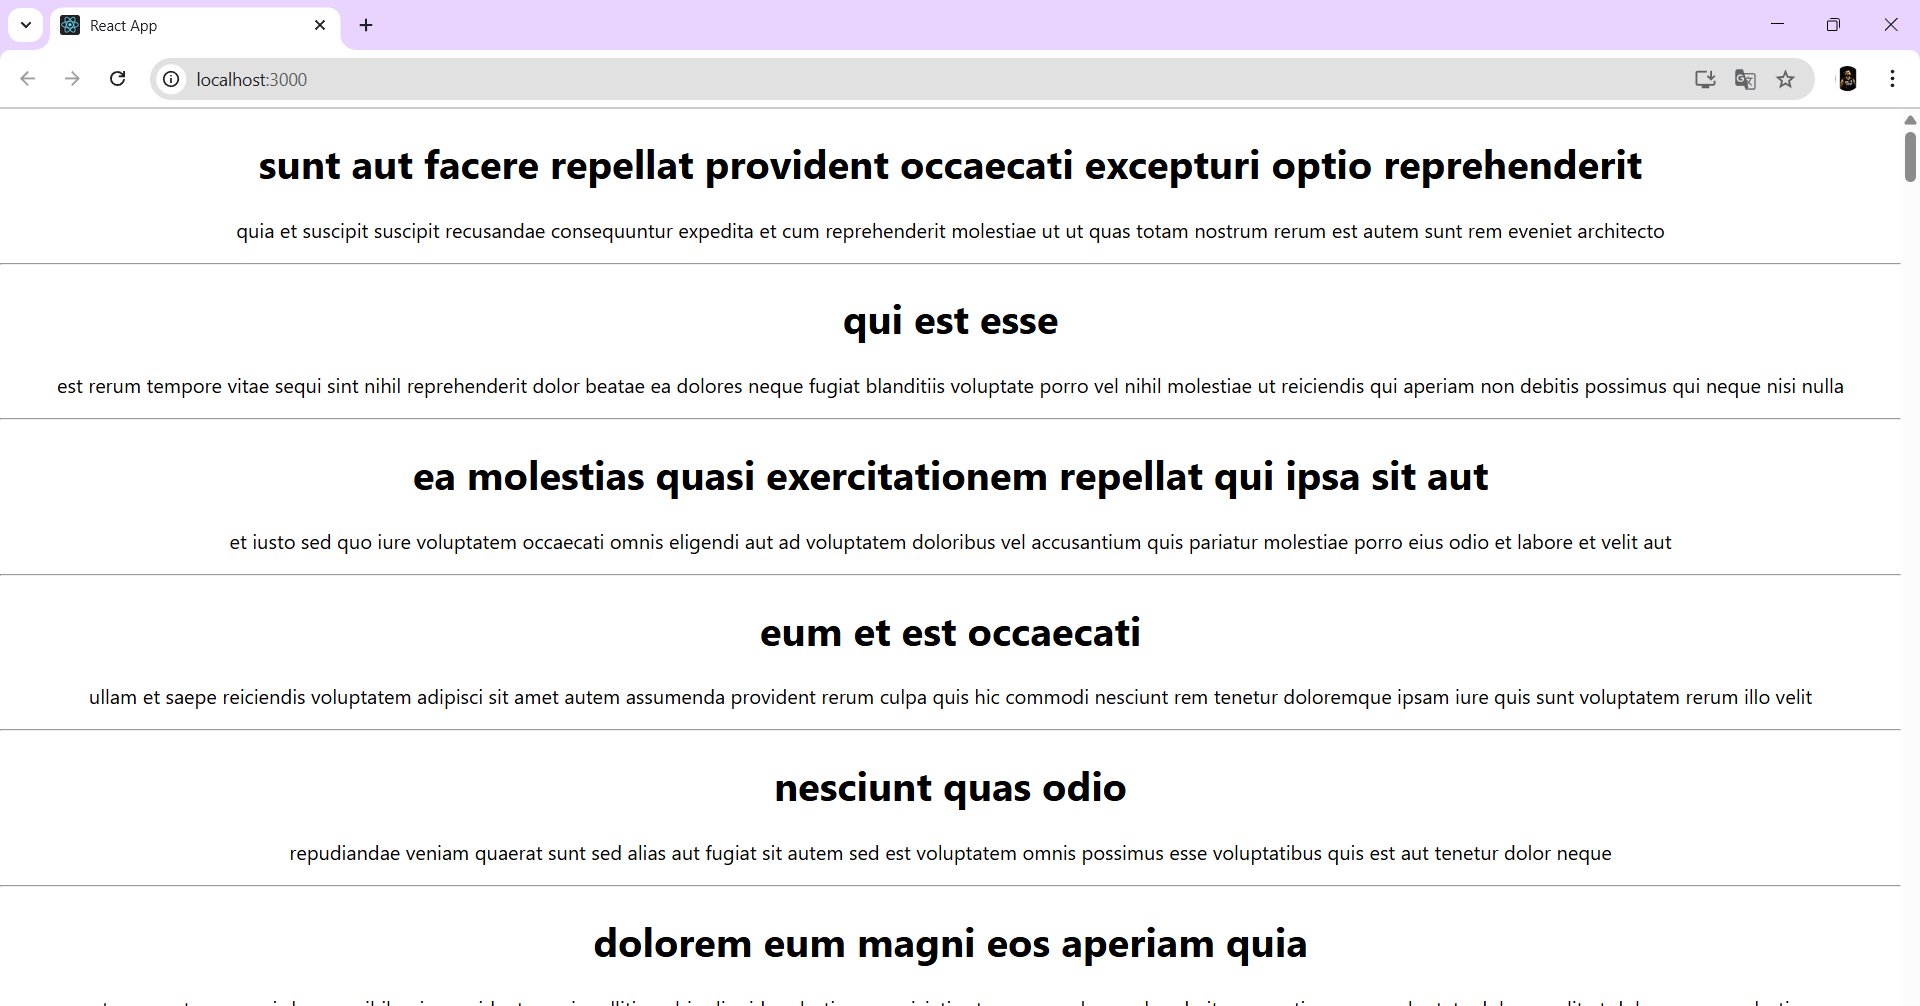 React App
localhost:3000
sunt aut facere repellat provident occaecati excepturi optio reprehenderit
quia et suscipit suscipit recusandae consequuntur expedita et cum reprehenderit molestiae ut ut quas totam nostrum rerum est autem sunt rem eveniet architecto
qui est esse
est rerum tempore vitae sequi sint nihil reprehenderit dolor beatae ea dolores neque fugiat blanditiis voluptate porro vel nihil molestiae ut reiciendis qui aperiam non debitis possimus qui neque nisi nulla
ea molestias quasi exercitationem repellat qui ipsa sit aut
et iusto sed quo iure voluptatem occaecati omnis eligendi aut ad voluptatem doloribus vel accusantium quis pariatur molestiae porro eius odio et labore et velit aut
eum et est occaecati
ullam et saepe reiciendis voluptatem adipisci sit amet autem assumenda provident rerum culpa quis hic commodi nesciunt rem tenetur doloremque ipsam iure quis sunt voluptatem rerum illo velit
nesciunt quas odio
repudiandae veniam quaerat sunt sed alias aut fugiat sit autem sed est voluptatem omnis possimus esse voluptatibus quis est aut tenetur dolor neque
dolorem eum magni eos aperiam quia